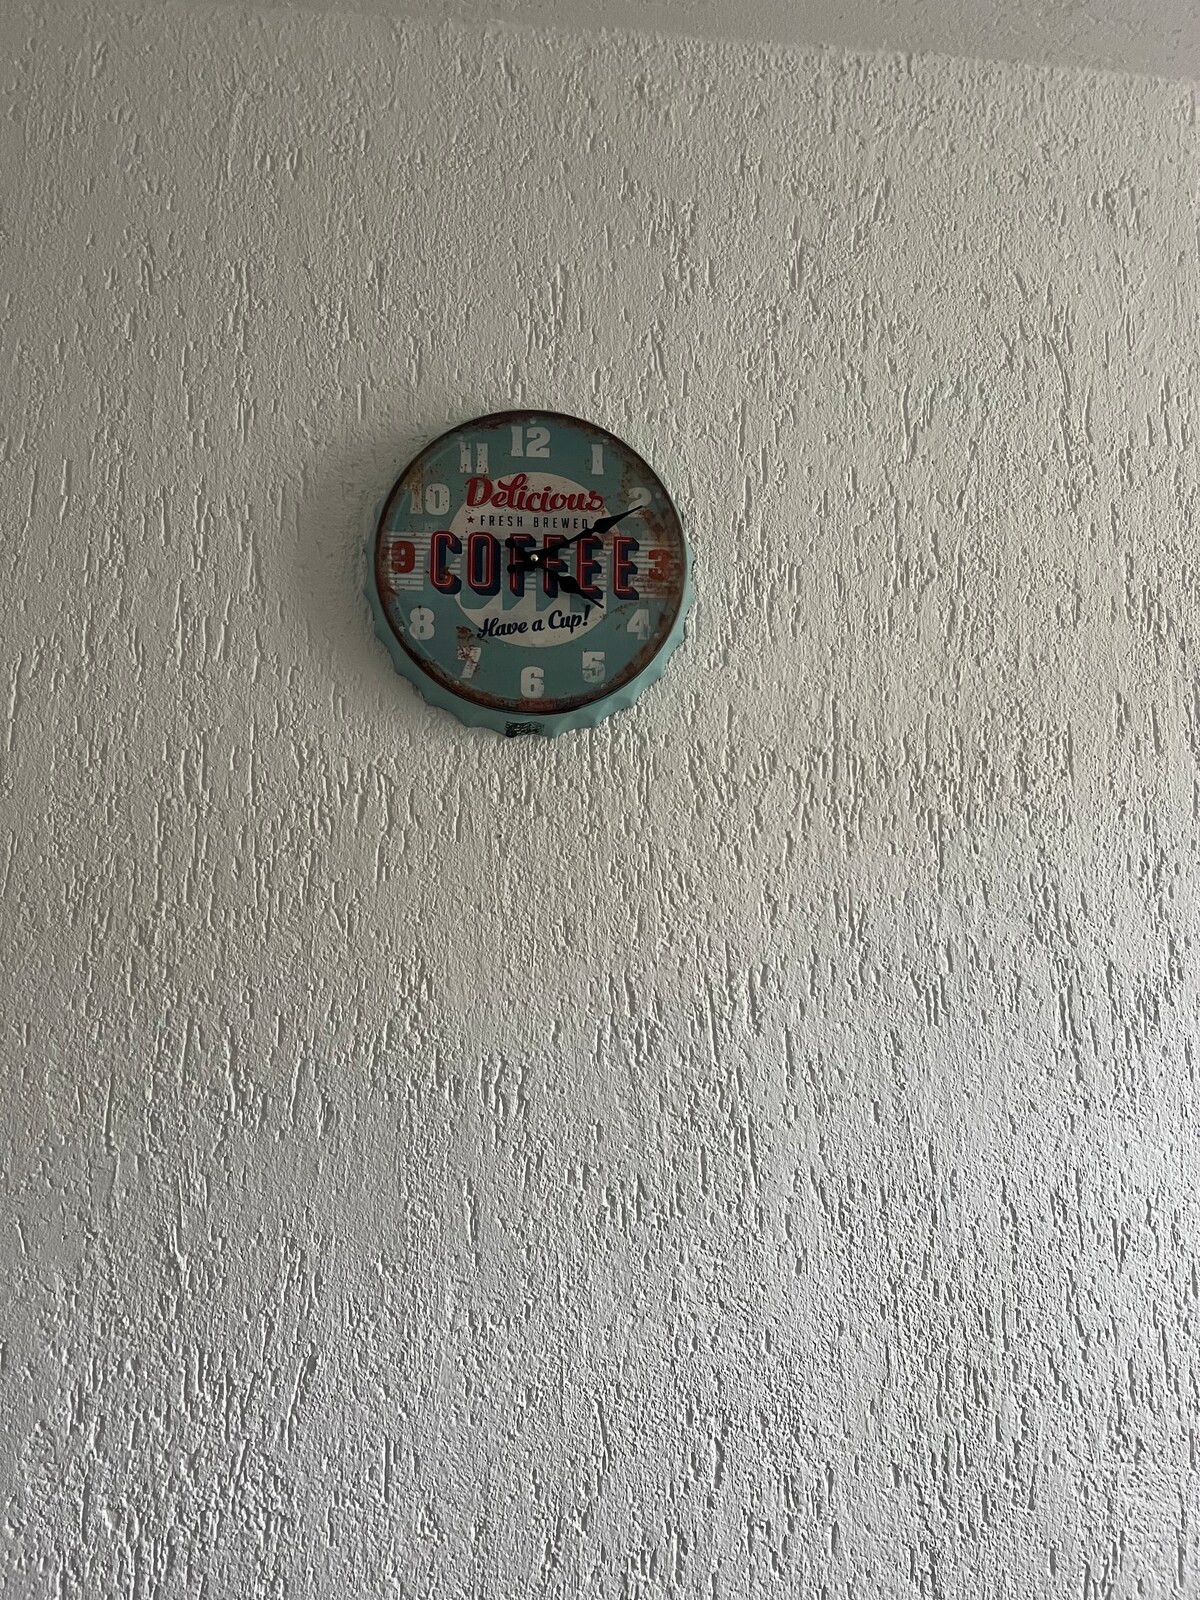 12
11 1
Delicious
10 2
FRESH BREWED
COFFEE
9 3
Have a Cup!
8 4
7 5
6